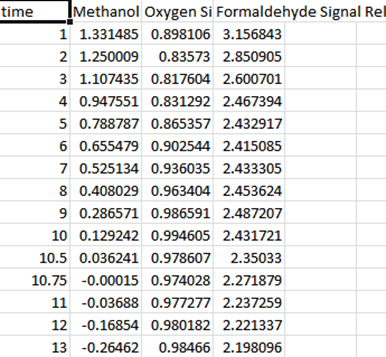 time Methanol Oxygen Si Formaldehyde Signal Rel
1 1.331485 0.898106 3.156843
2 1.250009 0.83573 2.850905
3 1.107435 0.817604 2.600701
4 0.947551 0.831292 2.467394
5 0.788787 0.865357 2.432917
6 0.655479 0.902544 2.415085
7 0.525134 0.936035 2.433305
8 0.408029 0.963404 2.453624
9 0.286571 0.986591 2.487207
10 0.129242 0.994605 2.431721
10.5 0.036241 0.978607 2.35033
10.75 -0.00015 0.974028 2.271879
11 -0.03688 0.977277 2.237259
12 -0.16854 0.980182 2.221337
13 -0.26462 0.98466 2.198096